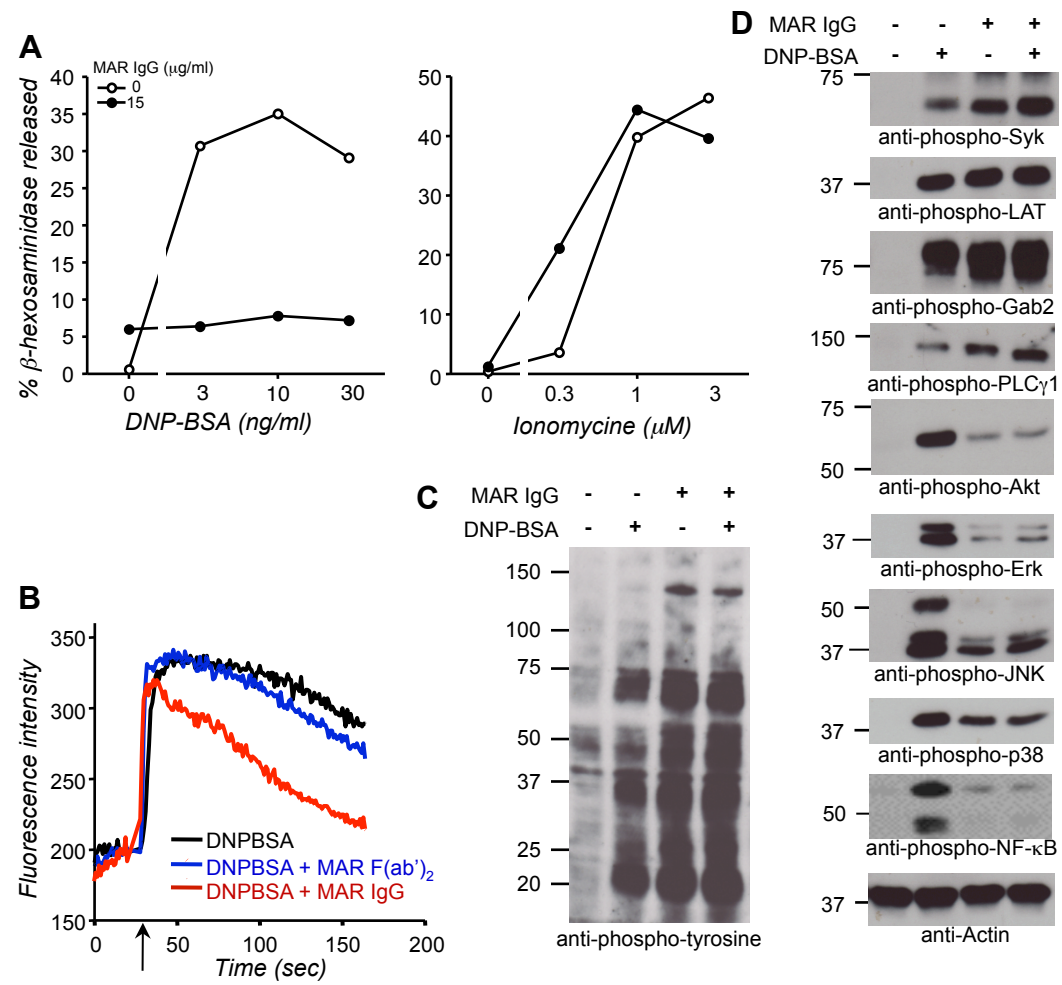 A
MAR IgG (μg/ml)
0
15
% β-hexosaminidase released
40
35
30
25
20
15
10
5
0
0 3 10 30
DNP-BSA (ng/ml)
50
40
30
20
10
0
0 0.3 1 3
Ionomycine (μM)
B
Fluorescence intensity
350
300
250
200
150
DNPBSA
DNPBSA + MAR F(ab')2
DNPBSA + MAR IgG
0 50 100 150 200
Time (sec)
C
MAR IgG - - + +
DNP-BSA - + - +
150
100
75
50
37
25
20
anti-phospho-tyrosine
D
MAR IgG - - + +
DNP-BSA - + - +
75
anti-phospho-Syk
37
anti-phospho-LAT
75
anti-phospho-Gab2
150
anti-phospho-PLCγ1
75
50
anti-phospho-Akt
37
anti-phospho-Erk
50
37
anti-phospho-JNK
37
anti-phospho-p38
50
anti-phospho-NF-κB
37
anti-Actin